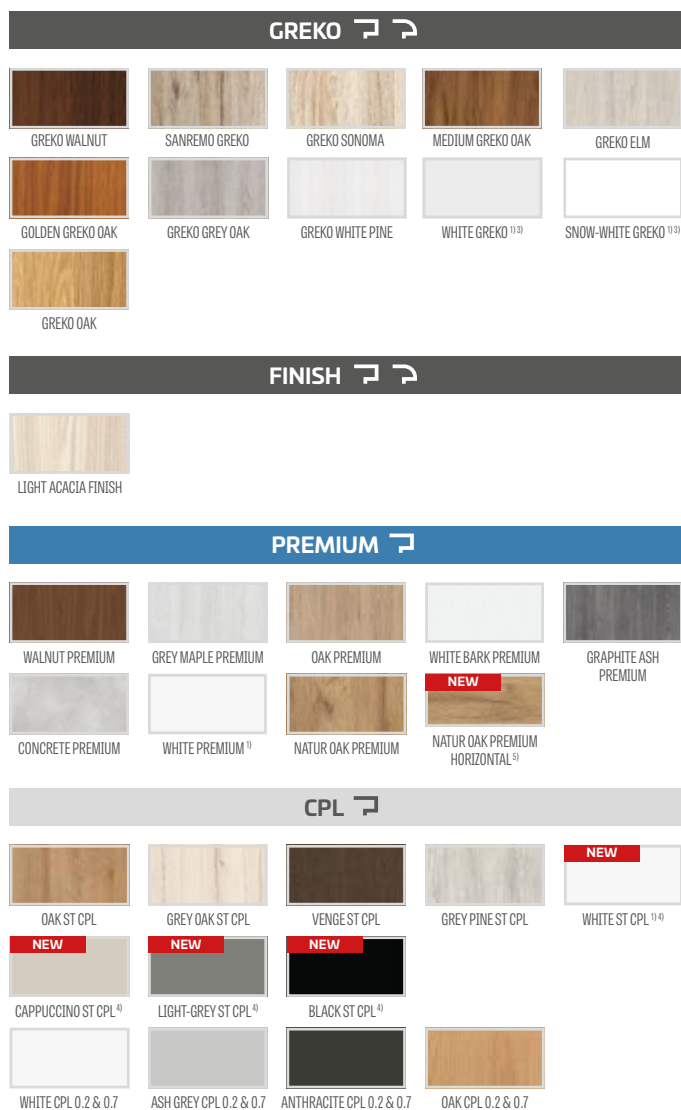 GREKO
GREKO WALNUT
SANREMO GREKO
GREKO SONOMA
MEDIUM GREKO OAK
GREKO ELM
GOLDEN GREKO OAK
GREKO GREY OAK
GREKO WHITE PINE
WHITE GREKO 1) 3)
SNOW-WHITE GREKO 1) 3)
GREKO OAK
FINISH
LIGHT ACACIA FINISH
PREMIUM
WALNUT PREMIUM
GREY MAPLE PREMIUM
OAK PREMIUM
WHITE BARK PREMIUM
GRAPHITE ASH
PREMIUM
CONCRETE PREMIUM
WHITE PREMIUM 1)
NATUR OAK PREMIUM
NEW
NATUR OAK PREMIUM
HORIZONTAL 5)
CPL
OAK ST CPL
GREY OAK ST CPL
VENGE ST CPL
GREY PINE ST CPL
NEW
WHITE ST CPL 1) 4)
NEW
CAPPUCCINO ST CPL 4)
NEW
LIGHT-GREY ST CPL 4)
NEW
BLACK ST CPL 4)
WHITE CPL 0.2 & 0.7
ASH GREY CPL 0.2 & 0.7
ANTHRACITE CPL 0.2 & 0.7
OAK CPL 0.2 & 0.7